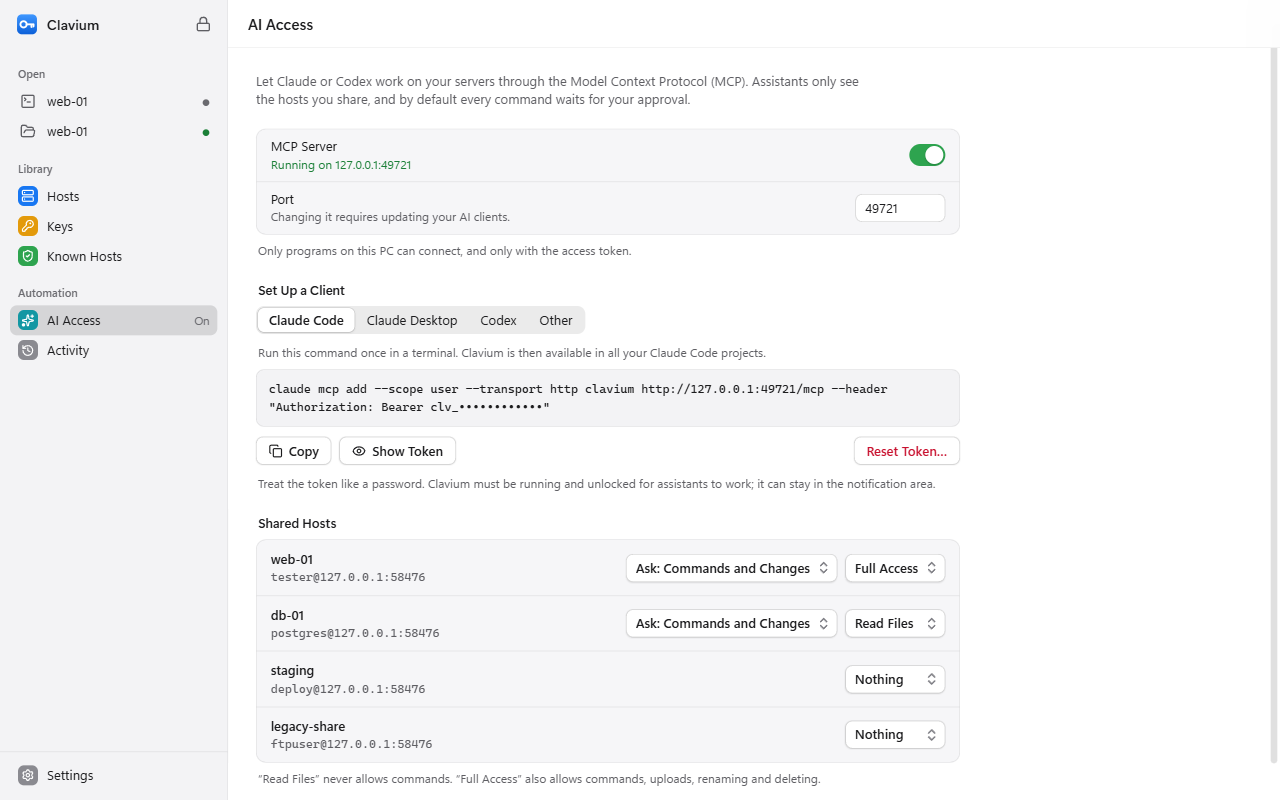 Clavium
AI Access
Open
web-01
web-01
Library
Hosts
Keys
Known Hosts
Automation
AI Access On
Activity
Settings
Let Claude or Codex work on your servers through the Model Context Protocol (MCP). Assistants only see
the hosts you share, and by default every command waits for your approval.
MCP Server
Running on 127.0.0.1:49721
Port
Changing it requires updating your AI clients.
49721
Only programs on this PC can connect, and only with the access token.
Set Up a Client
Claude Code Claude Desktop Codex Other
Run this command once in a terminal. Clavium is then available in all your Claude Code projects.
claude mcp add --scope user --transport http clavium http://127.0.0.1:49721/mcp --header
"Authorization: Bearer clv_••••••••••••"
Copy Show Token Reset Token...
Treat the token like a password. Clavium must be running and unlocked for assistants to work; it can stay in the notification area.
Shared Hosts
web-01
tester@127.0.0.1:58476
Ask: Commands and Changes Full Access
db-01
postgres@127.0.0.1:58476
Ask: Commands and Changes Read Files
staging
deploy@127.0.0.1:58476
Nothing
legacy-share
ftpuser@127.0.0.1:58476
Nothing
“Read Files” never allows commands. “Full Access” also allows commands, uploads, renaming and deleting.